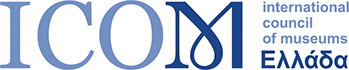 ICOM
international
council
of museums
Ελλάδα